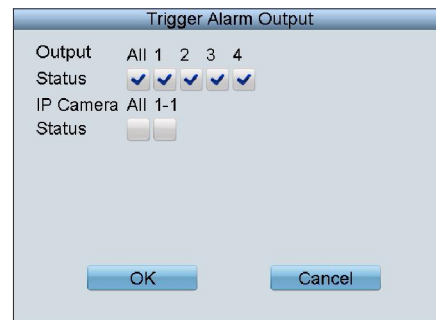 Trigger Alarm Output
Output All 1 2 3 4
Status
IP Camera All 1-1
Status
OK Cancel